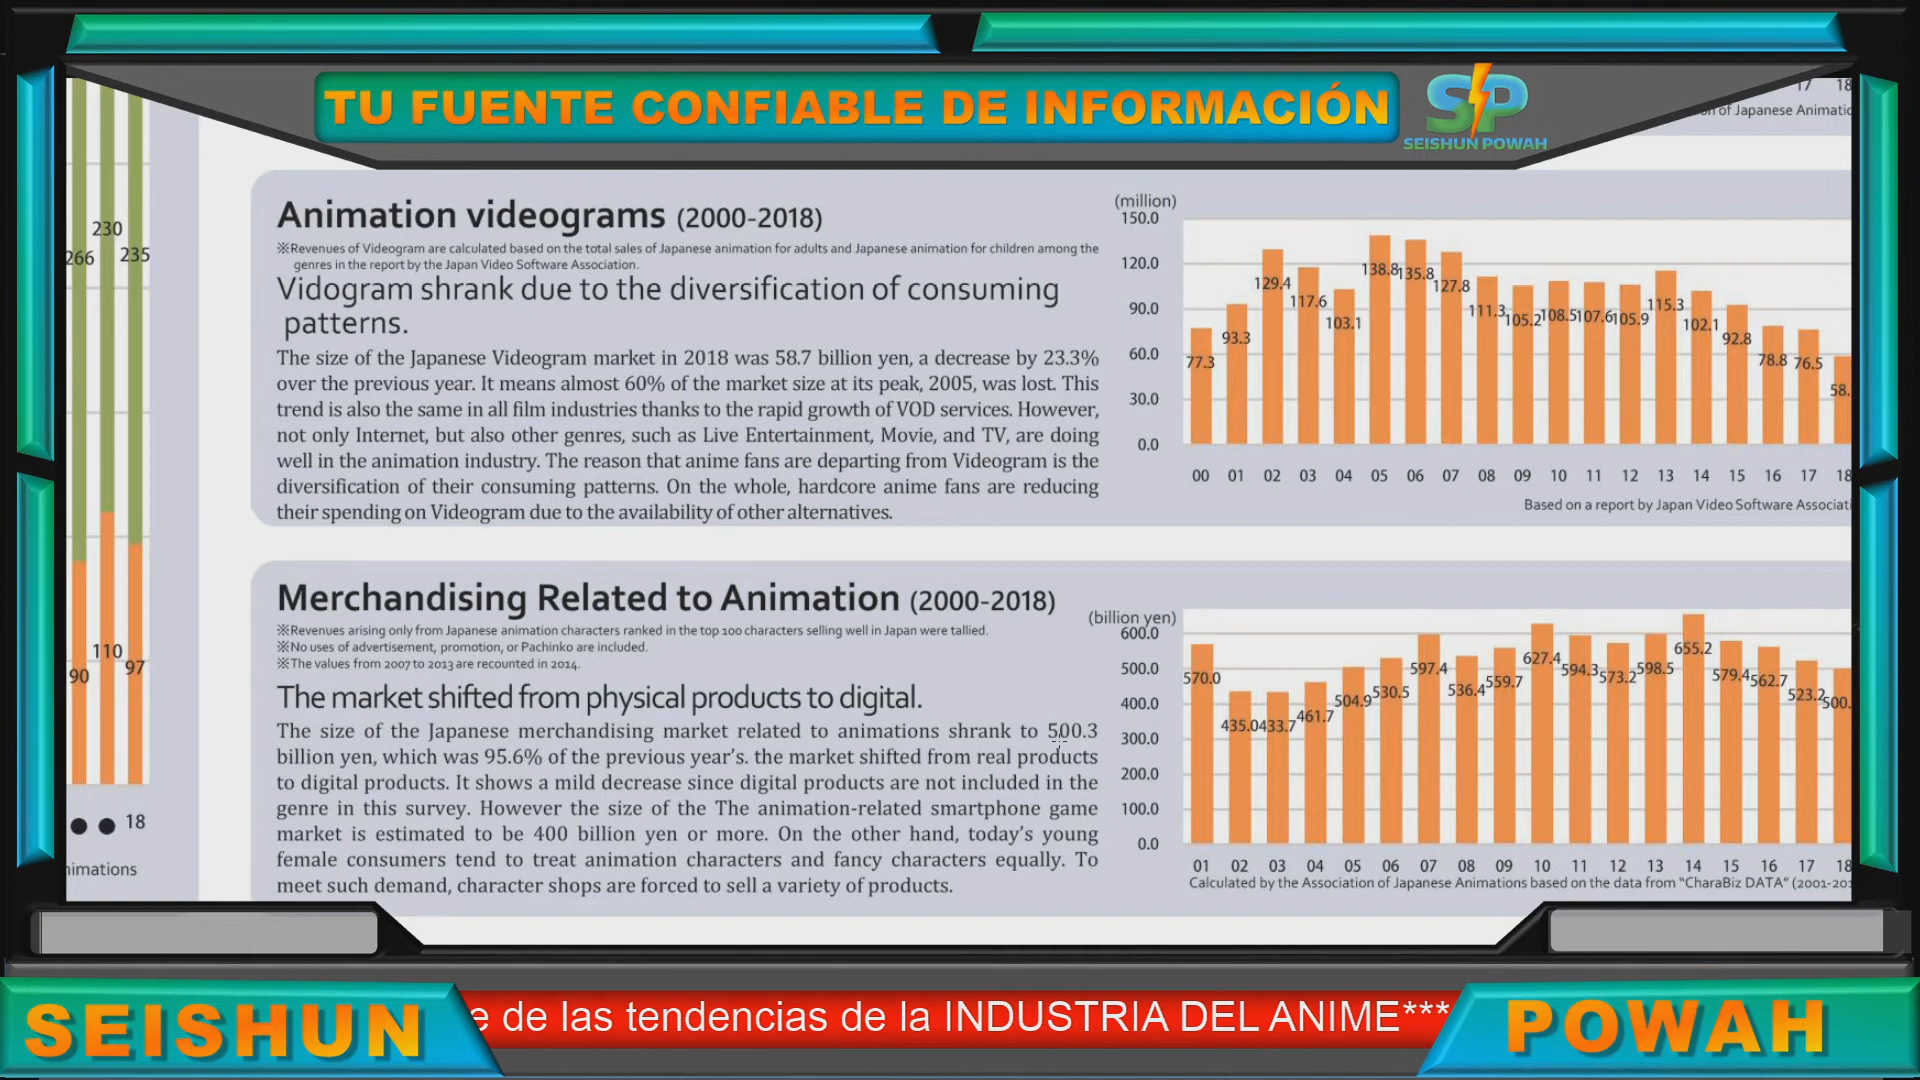 TU FUENTE CONFIABLE DE INFORMACIÓN
SP
SEISHUN POWAH
17 18
of Japanese Animatio
230
266
235
110
90
97
18
nimations
Animation videograms (2000-2018)
※Revenues of Videogram are calculated based on the total sales of Japanese animation for adults and Japanese animation for children among the
genres in the report by the Japan Video Software Association.
Vidogram shrank due to the diversification of consuming
patterns.
The size of the Japanese Videogram market in 2018 was 58.7 billion yen, a decrease by 23.3%
over the previous year. It means almost 60% of the market size at its peak, 2005, was lost. This
trend is also the same in all film industries thanks to the rapid growth of VOD services. However,
not only Internet, but also other genres, such as Live Entertainment, Movie, and TV, are doing
well in the animation industry. The reason that anime fans are departing from Videogram is the
diversification of their consuming patterns. On the whole, hardcore anime fans are reducing
their spending on Videogram due to the availability of other alternatives.
(million)
150.0
120.0
90.0
60.0
30.0
0.0
77.3 93.3 129.4 117.6 103.1 138.8 135.8 127.8 111.3 105.2 108.5 107.6 105.9 115.3 102.1 92.8 78.8 76.5 58.
00 01 02 03 04 05 06 07 08 09 10 11 12 13 14 15 16 17 18
Based on a report by Japan Video Software Associati
Merchandising Related to Animation (2000-2018)
※Revenues arising only from Japanese animation characters ranked in the top 100 characters selling well in Japan were tallied.
※No uses of advertisement, promotion, or Pachinko are included.
※The values from 2007 to 2013 are recounted in 2014.
The market shifted from physical products to digital.
The size of the Japanese merchandising market related to animations shrank to 500.3
billion yen, which was 95.6% of the previous year's. the market shifted from real products
to digital products. It shows a mild decrease since digital products are not included in the
genre in this survey. However the size of the The animation-related smartphone game
market is estimated to be 400 billion yen or more. On the other hand, today's young
female consumers tend to treat animation characters and fancy characters equally. To
meet such demand, character shops are forced to sell a variety of products.
(billion yen)
600.0
500.0
400.0
300.0
200.0
100.0
0.0
570.0 435.0 433.7 461.7 504.9 530.5 597.4 536.4 559.7 627.4 594.3 573.2 598.5 655.2 579.4 562.7 523.2 500.
01 02 03 04 05 06 07 08 09 10 11 12 13 14 15 16 17 18
Calculated by the Association of Japanese Animations based on the data from "CharaBiz DATA" (2001-201
SEISHUN
e de las tendencias de la INDUSTRIA DEL ANIME***
POWAH